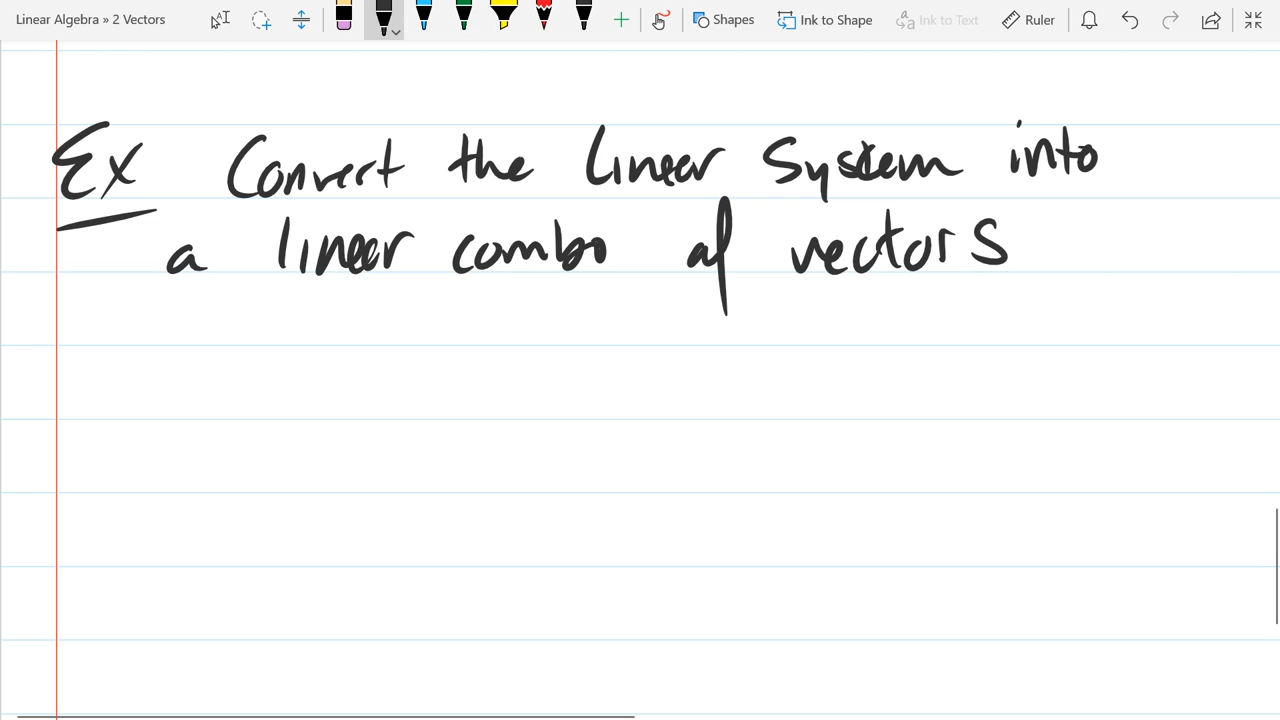 Linear Algebra » 2 Vectors Shapes Ink to Shape Ink to Text Ruler
Ex Convert the Linear System into
a linear combo of vectors